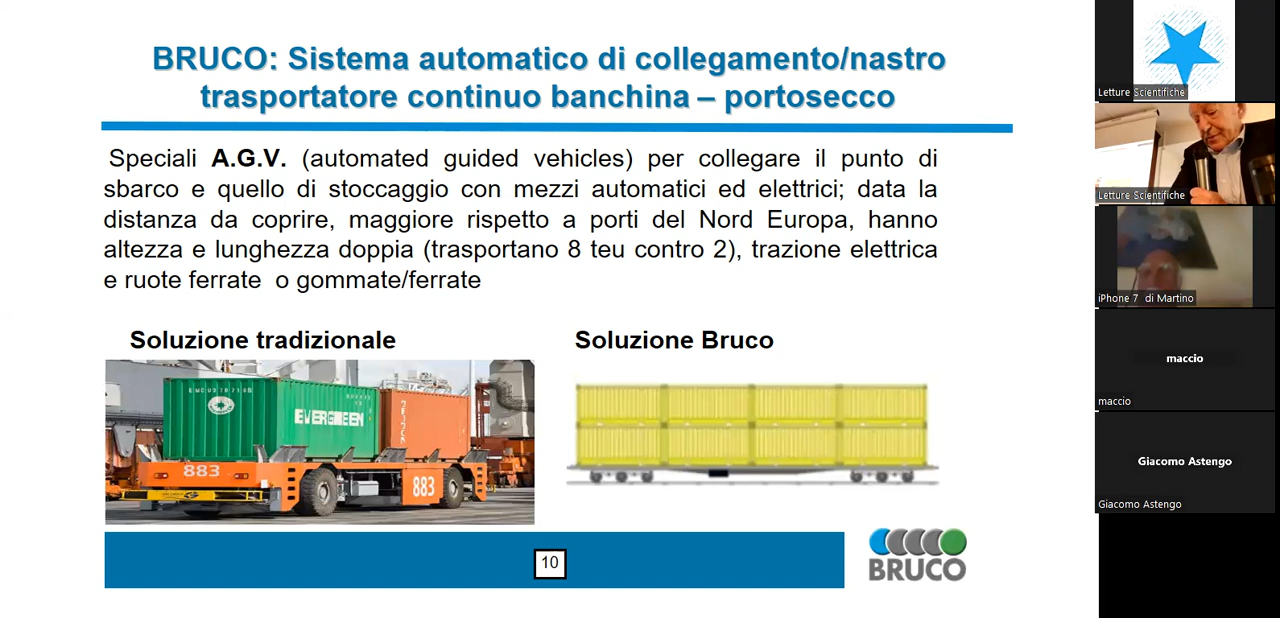 BRUCO: Sistema automatico di collegamento/nastro
trasportatore continuo banchina – portosecco
Speciali A.G.V. (automated guided vehicles) per collegare il punto di
sbarco e quello di stoccaggio con mezzi automatici ed elettrici; data la
distanza da coprire, maggiore rispetto a porti del Nord Europa, hanno
altezza e lunghezza doppia (trasportano 8 teu contro 2), trazione elettrica
e ruote ferrate o gommate/ferrate
Soluzione tradizionale
Soluzione Bruco
EVERGREEN
883
883
10
BRUCO
Letture Scientifiche
Letture Scientifiche
iPhone 7 di Martino
maccio
maccio
Giacomo Astengo
Giacomo Astengo